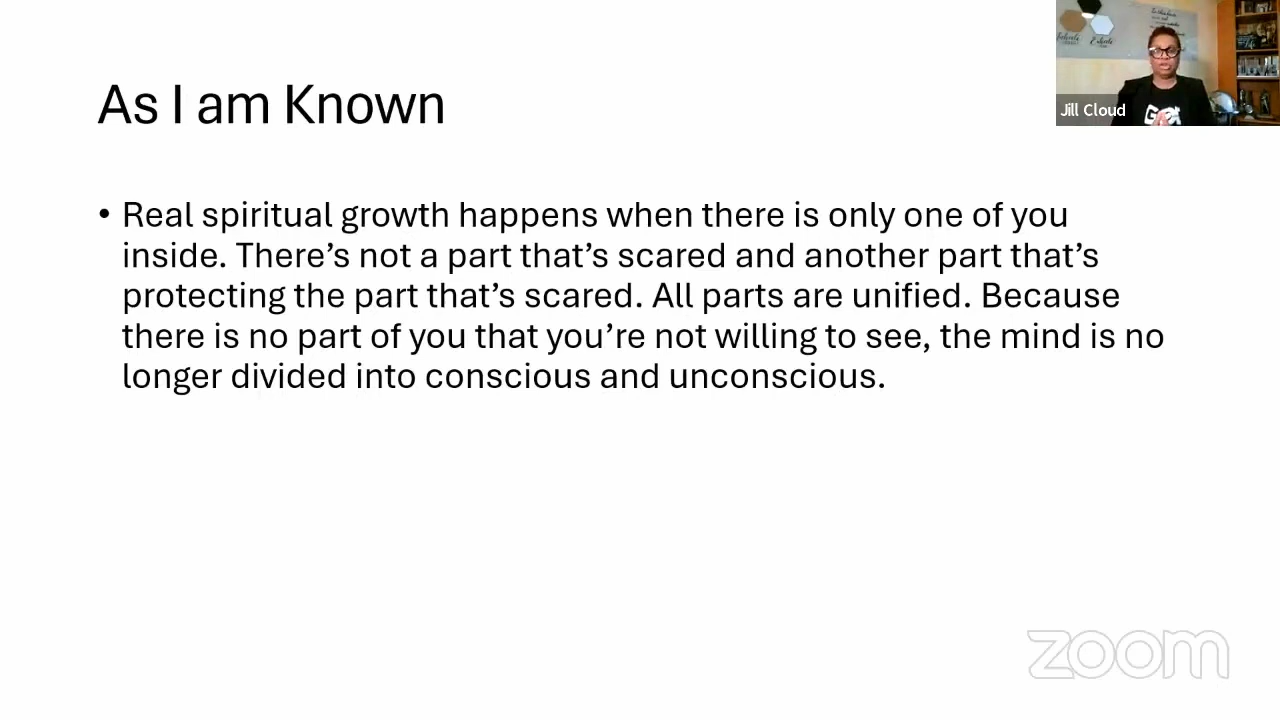 As I am Known
Jill Cloud
• Real spiritual growth happens when there is only one of you
inside. There’s not a part that’s scared and another part that’s
protecting the part that’s scared. All parts are unified. Because
there is no part of you that you’re not willing to see, the mind is no
longer divided into conscious and unconscious.
zoom